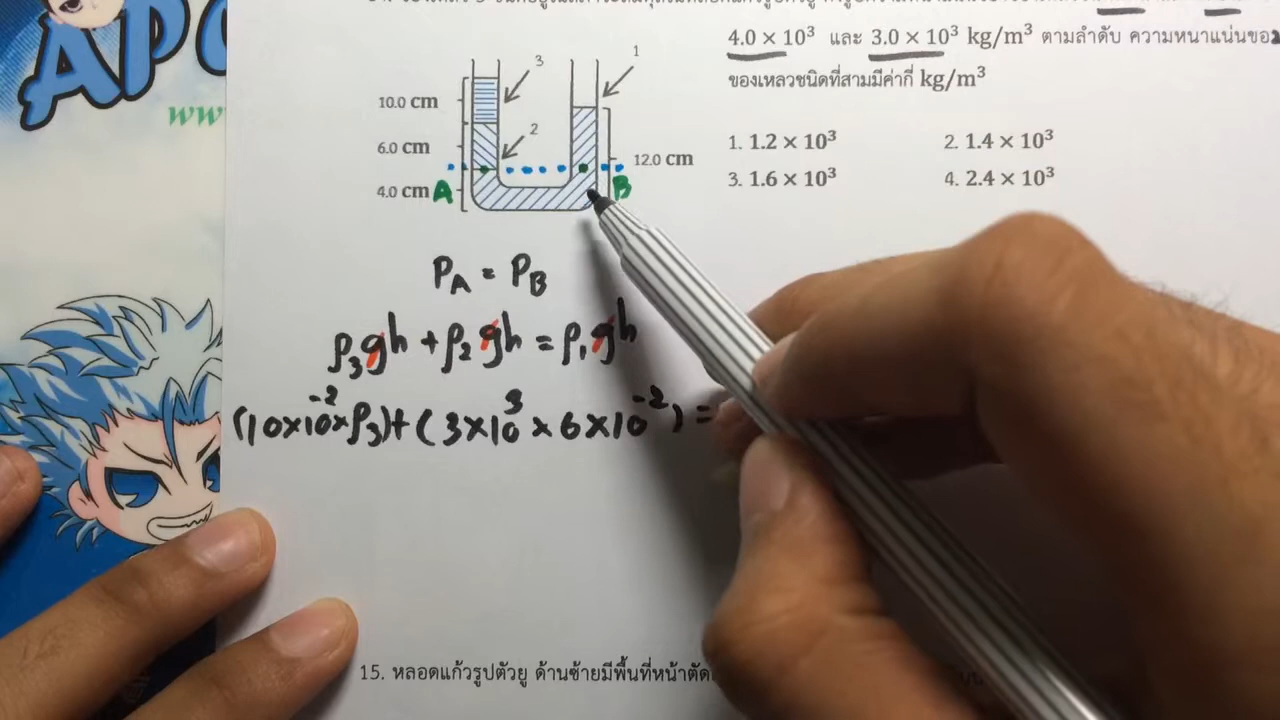 4.0 × 10³ และ 3.0 × 10³ kg/m³ ตามลำดับ ความหนาแน่นของ
ของเหลวชนิดที่สามมีค่ากี่ kg/m³
1. 1.2 × 10³
2. 1.4 × 10³
3. 1.6 × 10³
4. 2.4 × 10³
3
1
10.0 cm
2
6.0 cm
12.0 cm
4.0 cm A
B
P_A = P_B
ρ₃gh + ρ₂gh = ρ₁gh
(10×10⁻²×ρ₃)+(3×10³×6×10⁻²) =
15. หลอดแก้วรูปตัวยู ด้านซ้ายมีพื้นที่หน้าตัด